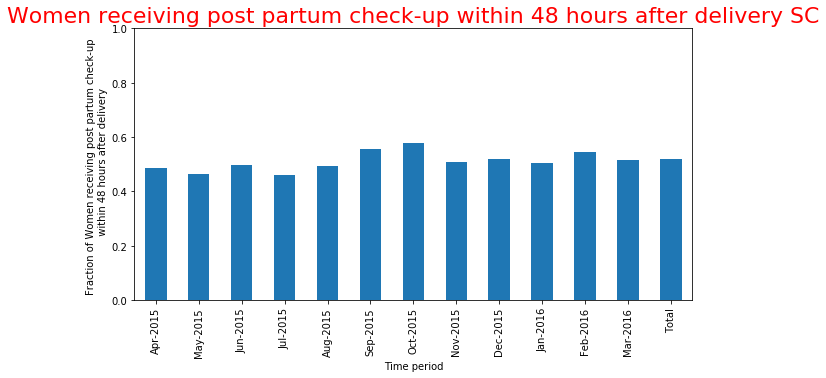 Women receiving post partum check-up within 48 hours after delivery SC
Fraction of Women receiving post partum check-up
within 48 hours after delivery
1.0
0.8
0.6
0.4
0.2
0.0
Apr-2015
May-2015
Jun-2015
Jul-2015
Aug-2015
Sep-2015
Oct-2015
Nov-2015
Dec-2015
Jan-2016
Feb-2016
Mar-2016
Total
Time period